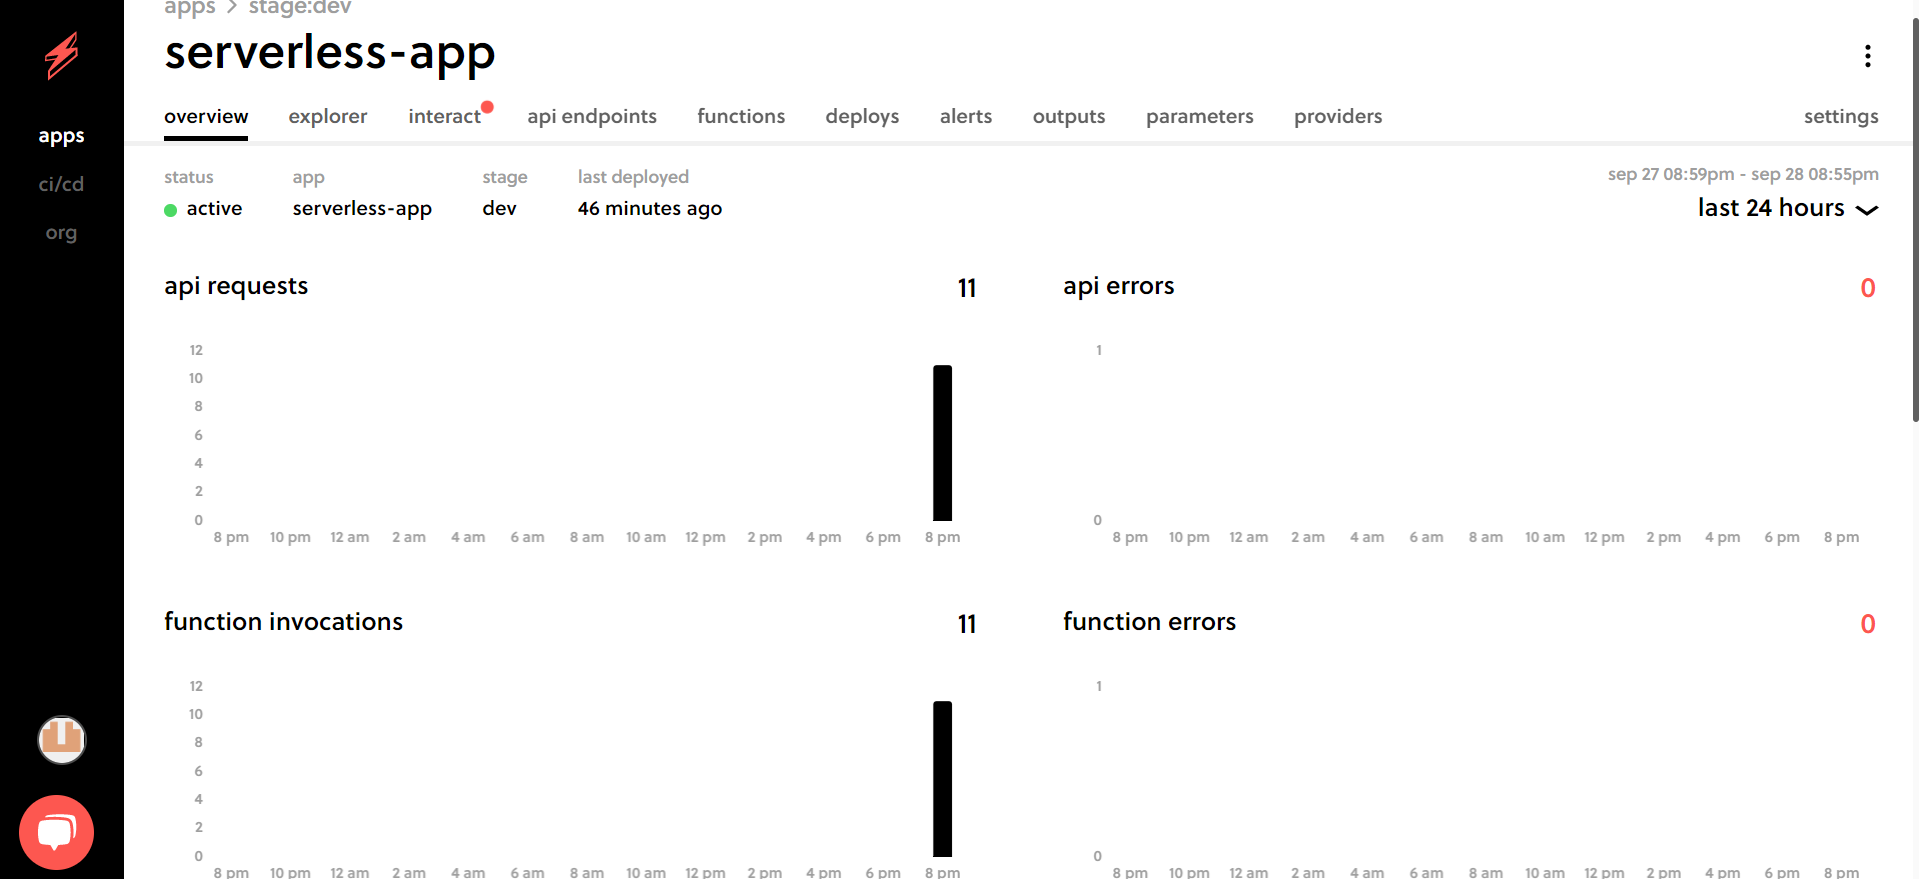 apps > stage:dev
serverless-app
overview explorer interact api endpoints functions deploys alerts outputs parameters providers settings
apps
ci/cd
org
status app stage last deployed sep 27 08:59pm - sep 28 08:55pm
active serverless-app dev 46 minutes ago last 24 hours
api requests 11
12
10
8
6
4
2
0
8 pm 10 pm 12 am 2 am 4 am 6 am 8 am 10 am 12 pm 2 pm 4 pm 6 pm 8 pm
api errors 0
1
0
8 pm 10 pm 12 am 2 am 4 am 6 am 8 am 10 am 12 pm 2 pm 4 pm 6 pm 8 pm
function invocations 11
12
10
8
6
4
2
0
8 pm 10 pm 12 am 2 am 4 am 6 am 8 am 10 am 12 pm 2 pm 4 pm 6 pm 8 pm
function errors 0
1
0
8 pm 10 pm 12 am 2 am 4 am 6 am 8 am 10 am 12 pm 2 pm 4 pm 6 pm 8 pm